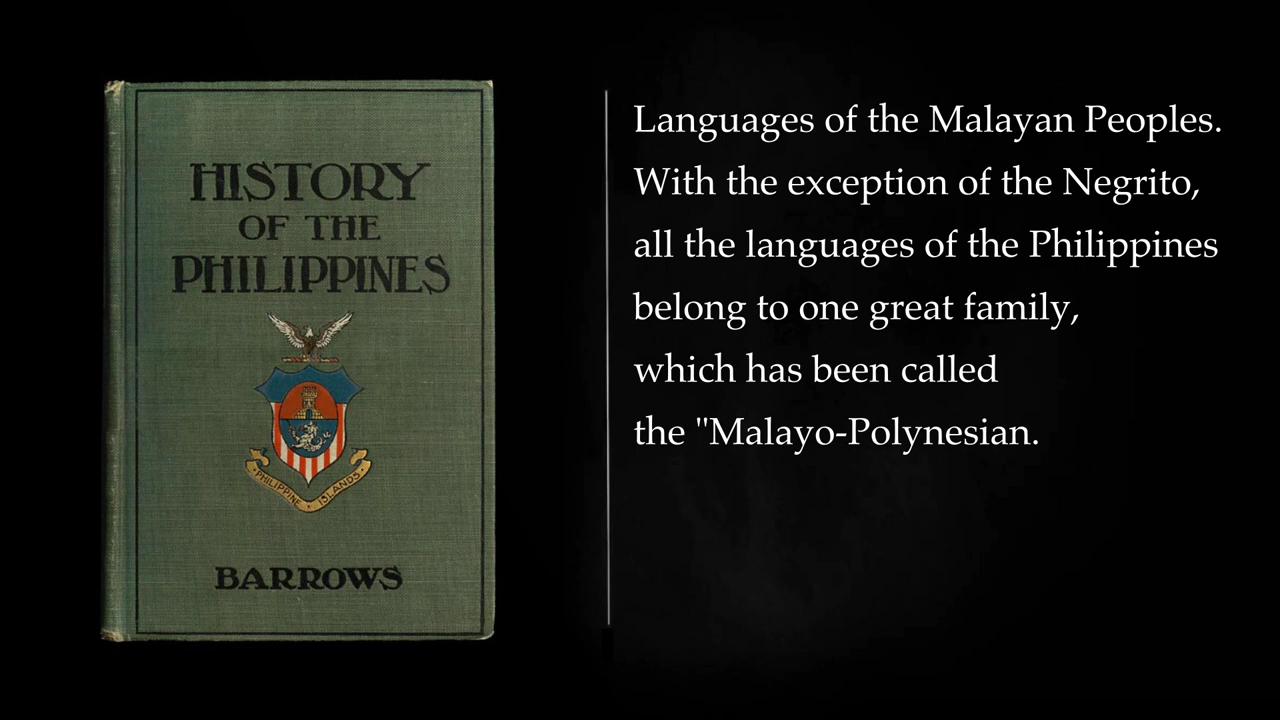 HISTORY
OF THE
PHILIPPINES
PHILIPPINE ISLANDS
BARROWS
Languages of the Malayan Peoples.
With the exception of the Negrito,
all the languages of the Philippines
belong to one great family,
which has been called
the "Malayo-Polynesian.